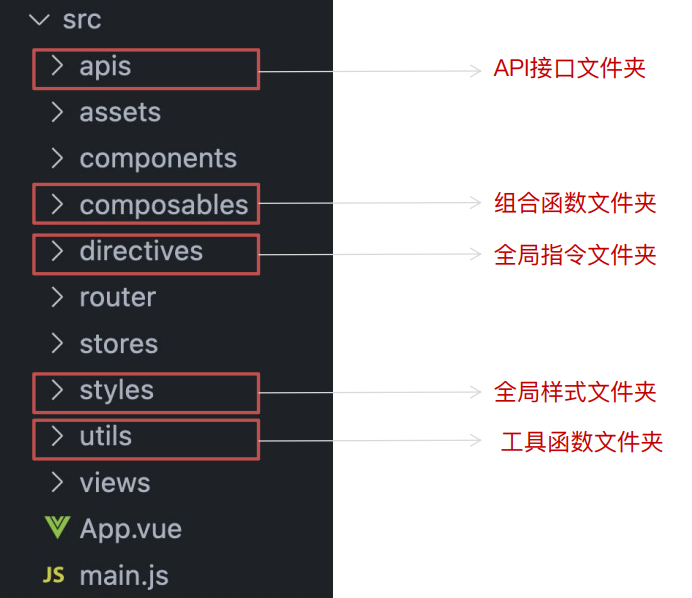 src
apis API接口文件夹
assets
components
composables 组合函数文件夹
directives 全局指令文件夹
router
stores
styles 全局样式文件夹
utils 工具函数文件夹
views
App.vue
JS main.js